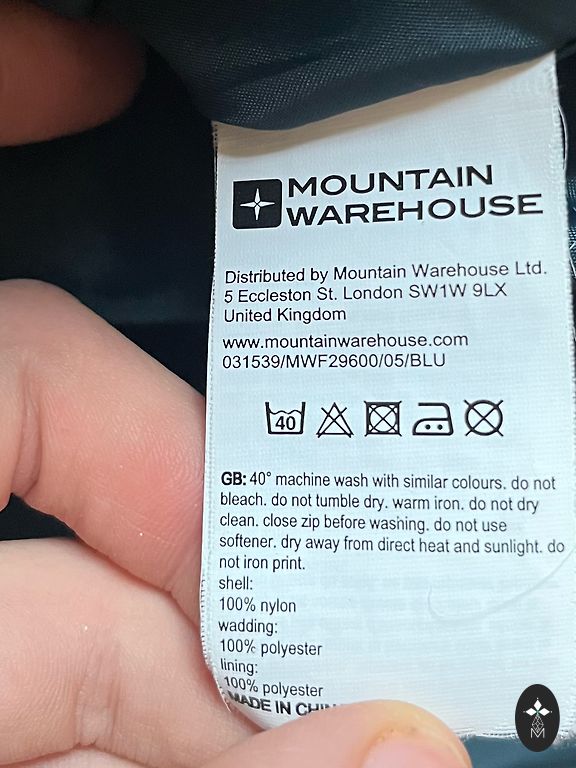 MOUNTAIN
WAREHOUSE
Distributed by Mountain Warehouse Ltd.
5 Eccleston St. London SW1W 9LX
United Kingdom
www.mountainwarehouse.com
031539/MWF29600/05/BLU
40
GB: 40° machine wash with similar colours. do not
bleach. do not tumble dry. warm iron. do not dry
clean. close zip before washing. do not use
softener. dry away from direct heat and sunlight. do
not iron print.
shell:
100% nylon
wadding:
100% polyester
lining:
100% polyester
MADE IN
M